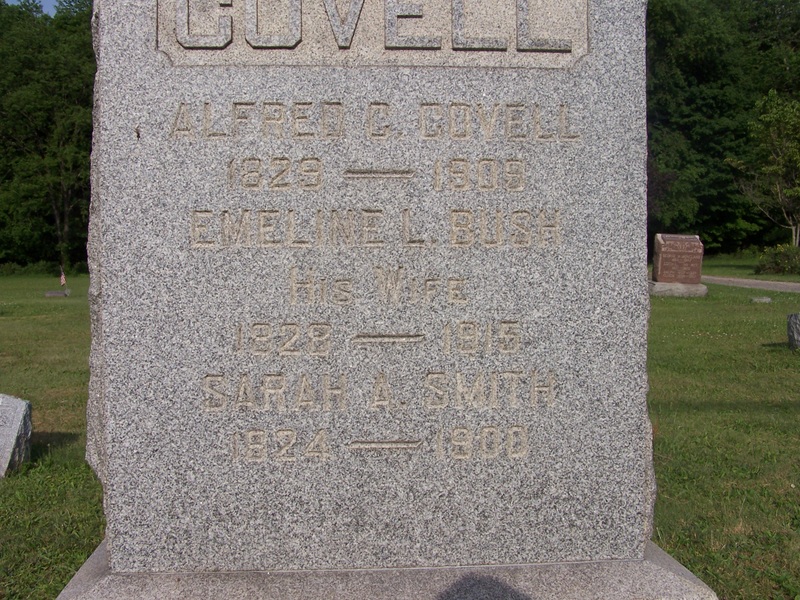 COVELL
ALFRED C. COVELL
1829 — 1909
EMELINE L. BUSH
HIS WIFE
1828 — 1915
SARAH A. SMITH
1824 — 1900